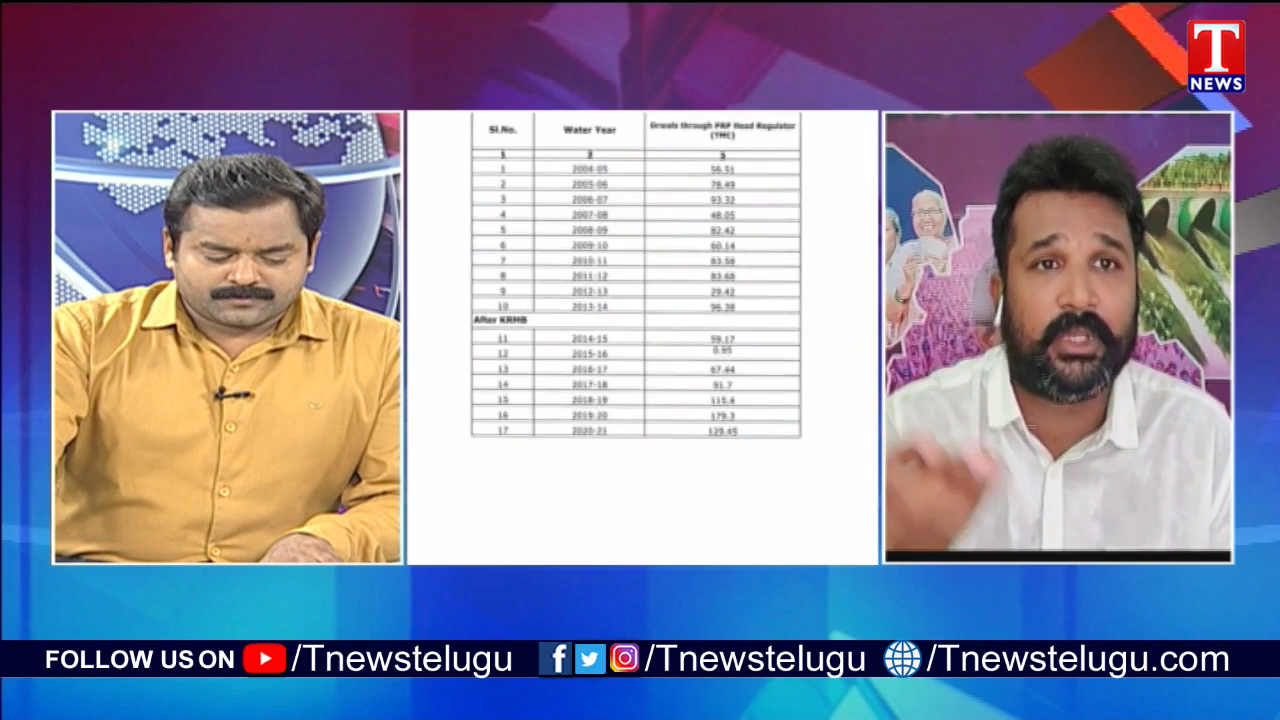 T
NEWS
Sl.No. Water Year Drwals through PRP Head Regulator
(TMC)
1 2 3
1 2004-05 56.51
2 2005-06 78.49
3 2006-07 93.32
4 2007-08 48.05
5 2008-09 82.42
6 2009-10 60.14
7 2010-11 83.58
8 2011-12 83.68
9 2012-13 29.42
10 2013-14 96.38
After KRMB
11 2014-15 59.17
12 2015-16 0.95
13 2016-17 67.44
14 2017-18 91.7
15 2018-19 115.4
16 2019-20 179.3
17 2020-21 129.45
FOLLOW US ON /Tnewstelugu f /Tnewstelugu /Tnewstelugu.com